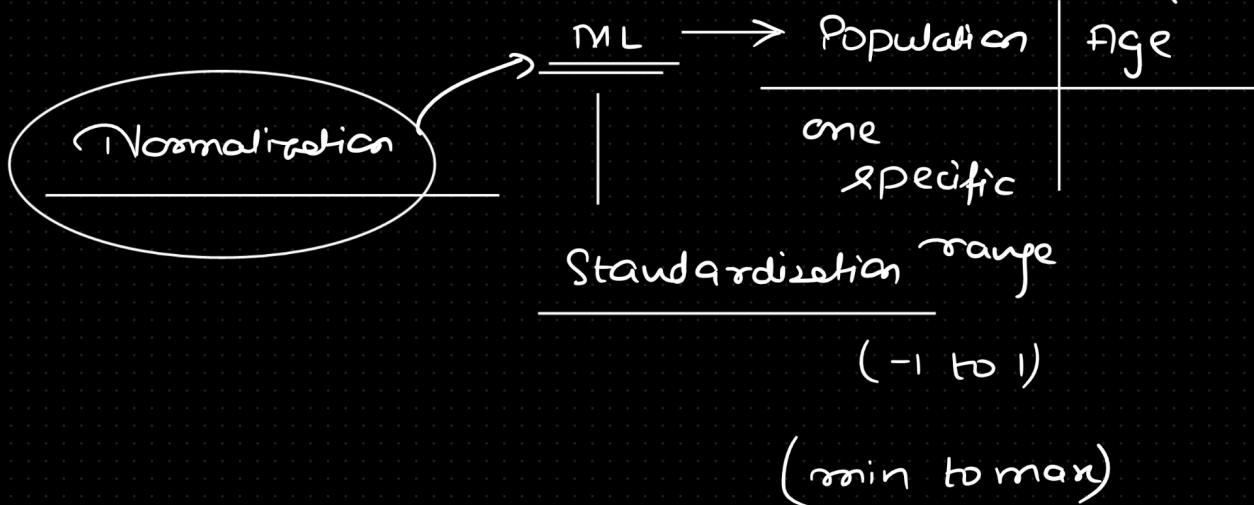 ML → Population | Age
Normalization
one
specific
Standardization range
(-1 to 1)
(min to max)